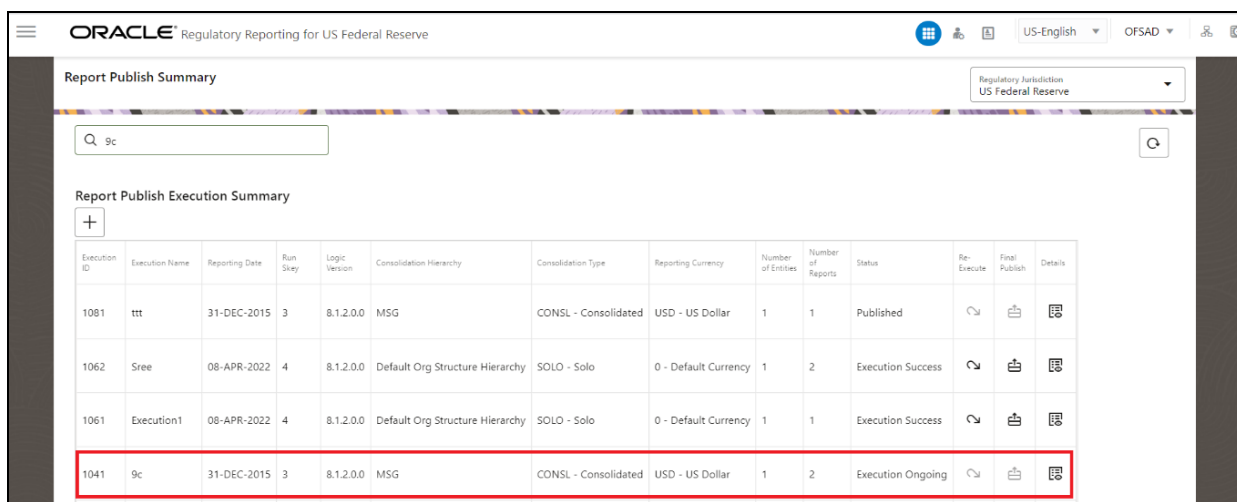 ORACLE® Regulatory Reporting for US Federal Reserve
US-English
OFSAD
Report Publish Summary
Regulatory Jurisdiction
US Federal Reserve
9c
Report Publish Execution Summary
+
Execution ID Execution Name Reporting Date Run Skey Logic Version Consolidation Hierarchy Consolidation Type Reporting Currency Number of Entities Number of Reports Status Re-Execute Final Publish Details
1081 ttt 31-DEC-2015 3 8.1.2.0.0 MSG CONSL - Consolidated USD - US Dollar 1 1 Published
1062 Sree 08-APR-2022 4 8.1.2.0.0 Default Org Structure Hierarchy SOLO - Solo 0 - Default Currency 1 2 Execution Success
1061 Execution1 08-APR-2022 4 8.1.2.0.0 Default Org Structure Hierarchy SOLO - Solo 0 - Default Currency 1 1 Execution Success
1041 9c 31-DEC-2015 3 8.1.2.0.0 MSG CONSL - Consolidated USD - US Dollar 1 2 Execution Ongoing